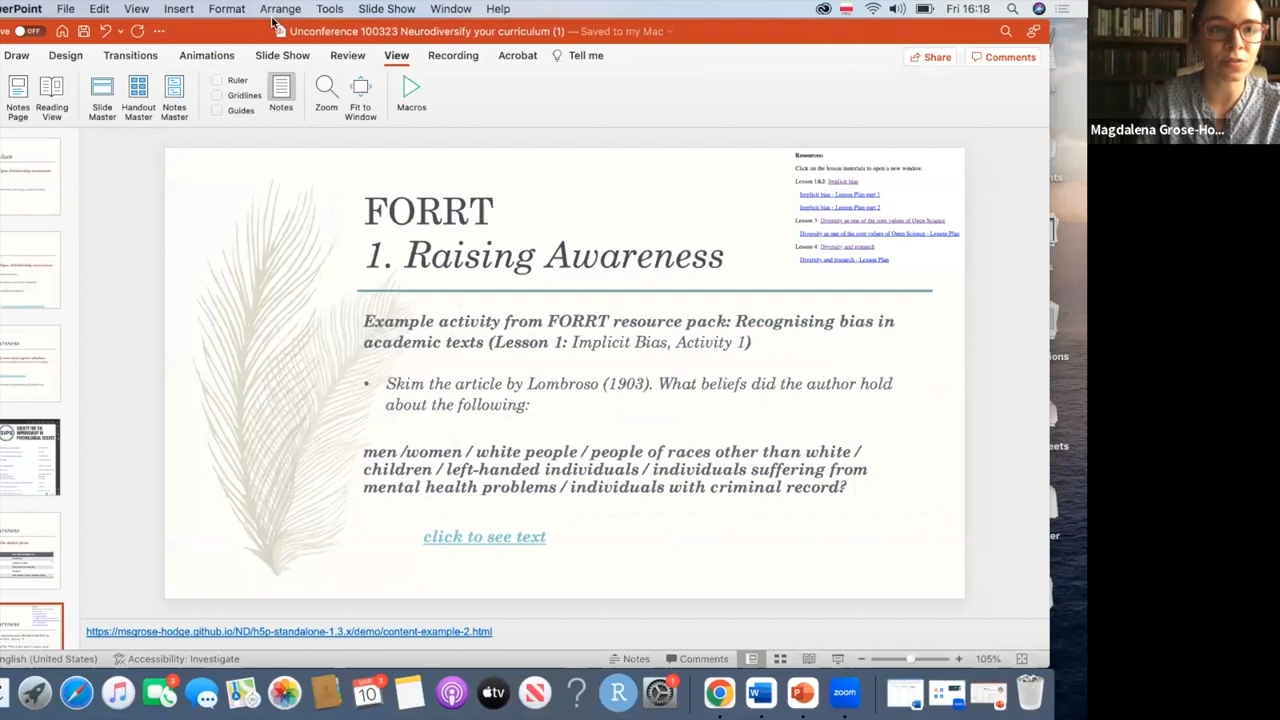 erPoint File Edit View Insert Format Arrange Tools Slide Show Window Help Fri 16:18
ve OFF Unconference 100323 Neurodiversify your curriculum (1) — Saved to my Mac
Draw Design Transitions Animations Slide Show Review View Recording Acrobat Tell me Share Comments
Ruler
Gridlines
Guides
Notes Page
Reading View
Slide Master
Handout Master
Notes Master
Notes
Zoom
Fit to Window
Macros
Magdalena Grose-Ho...
Resources:
Click on the lesson materials to open a new window.
Lesson 1&2: Implicit bias
Implicit bias - Lesson Plan part 1
Implicit bias - Lesson Plan part 2
Lesson 3: Diversity as one of the core values of Open Science
Diversity as one of the core values of Open Science - Lesson Plan
Lesson 4: Diversity and research
Diversity and research - Lesson Plan
FORRT
1. Raising Awareness
Example activity from FORRT resource pack: Recognising bias in
academic texts (Lesson 1: Implicit Bias, Activity 1)
• Skim the article by Lombroso (1903). What beliefs did the author hold
about the following:
men /women / white people / people of races other than white /
children / left-handed individuals / individuals suffering from
mental health problems / individuals with criminal record?
click to see text
https://msgrose-hodge.github.io/ND/h5p-standalone-1.3.x/demo/content-example-2.html
nglish (United States) Accessibility: Investigate Notes Comments 105%
3
MAR
10
tv
R
1
W
P
zoom